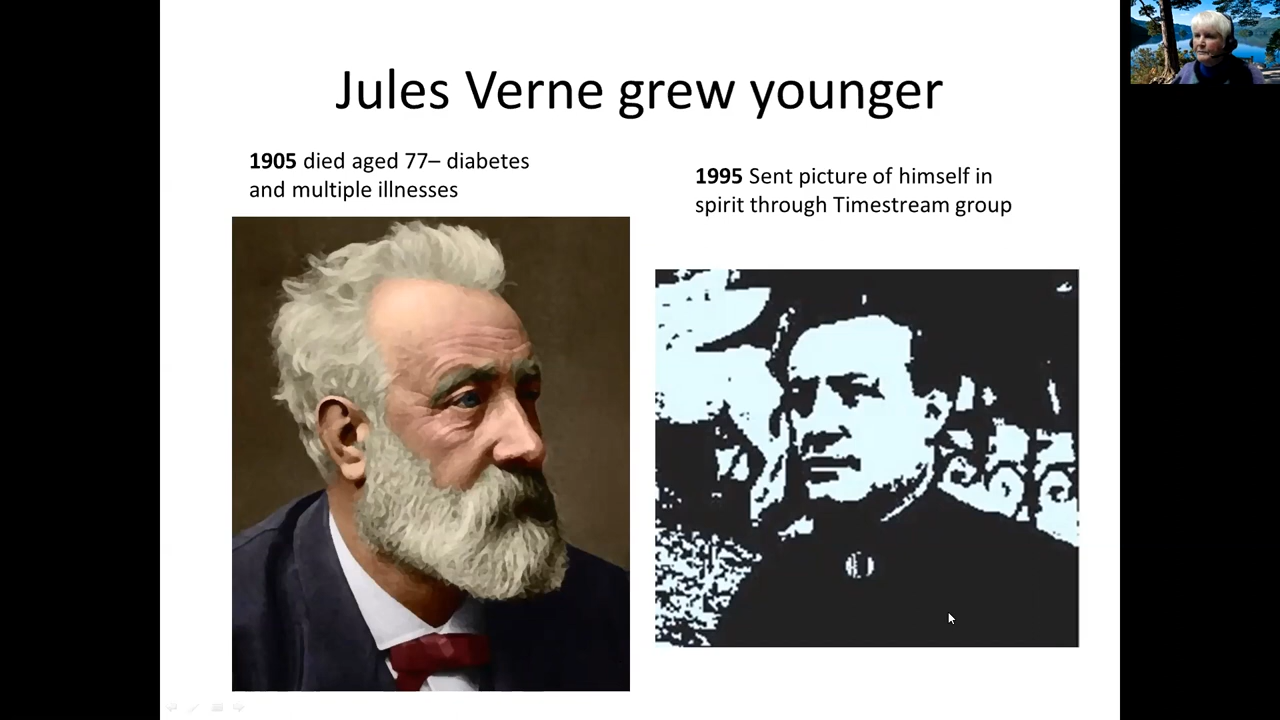 Jules Verne grew younger
1905 died aged 77– diabetes
and multiple illnesses
1995 Sent picture of himself in
spirit through Timestream group